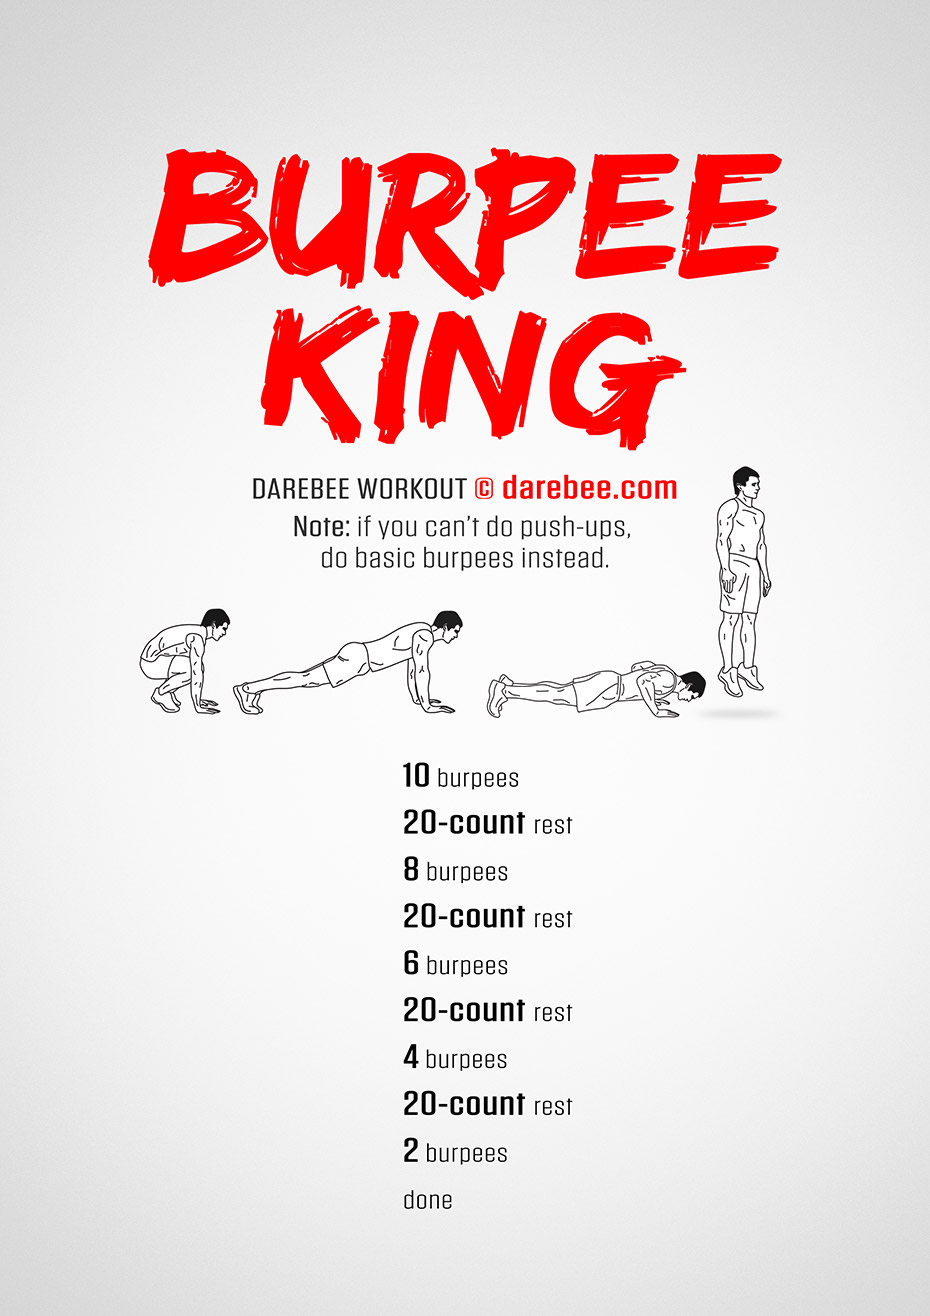 BURPEE
KING
DAREBEE WORKOUT © darebee.com
Note: if you can't do push-ups,
do basic burpees instead.
10 burpees
20-count rest
8 burpees
20-count rest
6 burpees
20-count rest
4 burpees
20-count rest
2 burpees
done